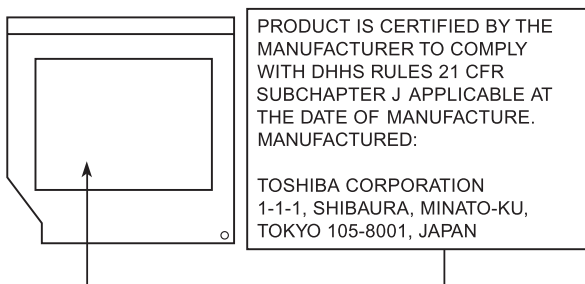 PRODUCT IS CERTIFIED BY THE
MANUFACTURER TO COMPLY
WITH DHHS RULES 21 CFR
SUBCHAPTER J APPLICABLE AT
THE DATE OF MANUFACTURE.
MANUFACTURED:
TOSHIBA CORPORATION
1-1-1, SHIBAURA, MINATO-KU,
TOKYO 105-8001, JAPAN